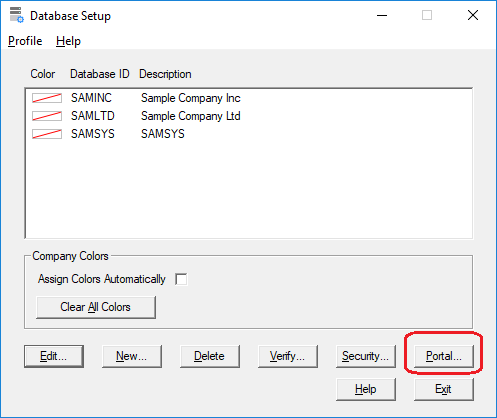 Database Setup
Profile Help
Color Database ID Description
SAMINC Sample Company Inc
SAMLTD Sample Company Ltd
SAMSYS SAMSYS
Company Colors
Assign Colors Automatically
Clear All Colors
Edit... New... Delete Verify... Security... Portal...
Help Exit